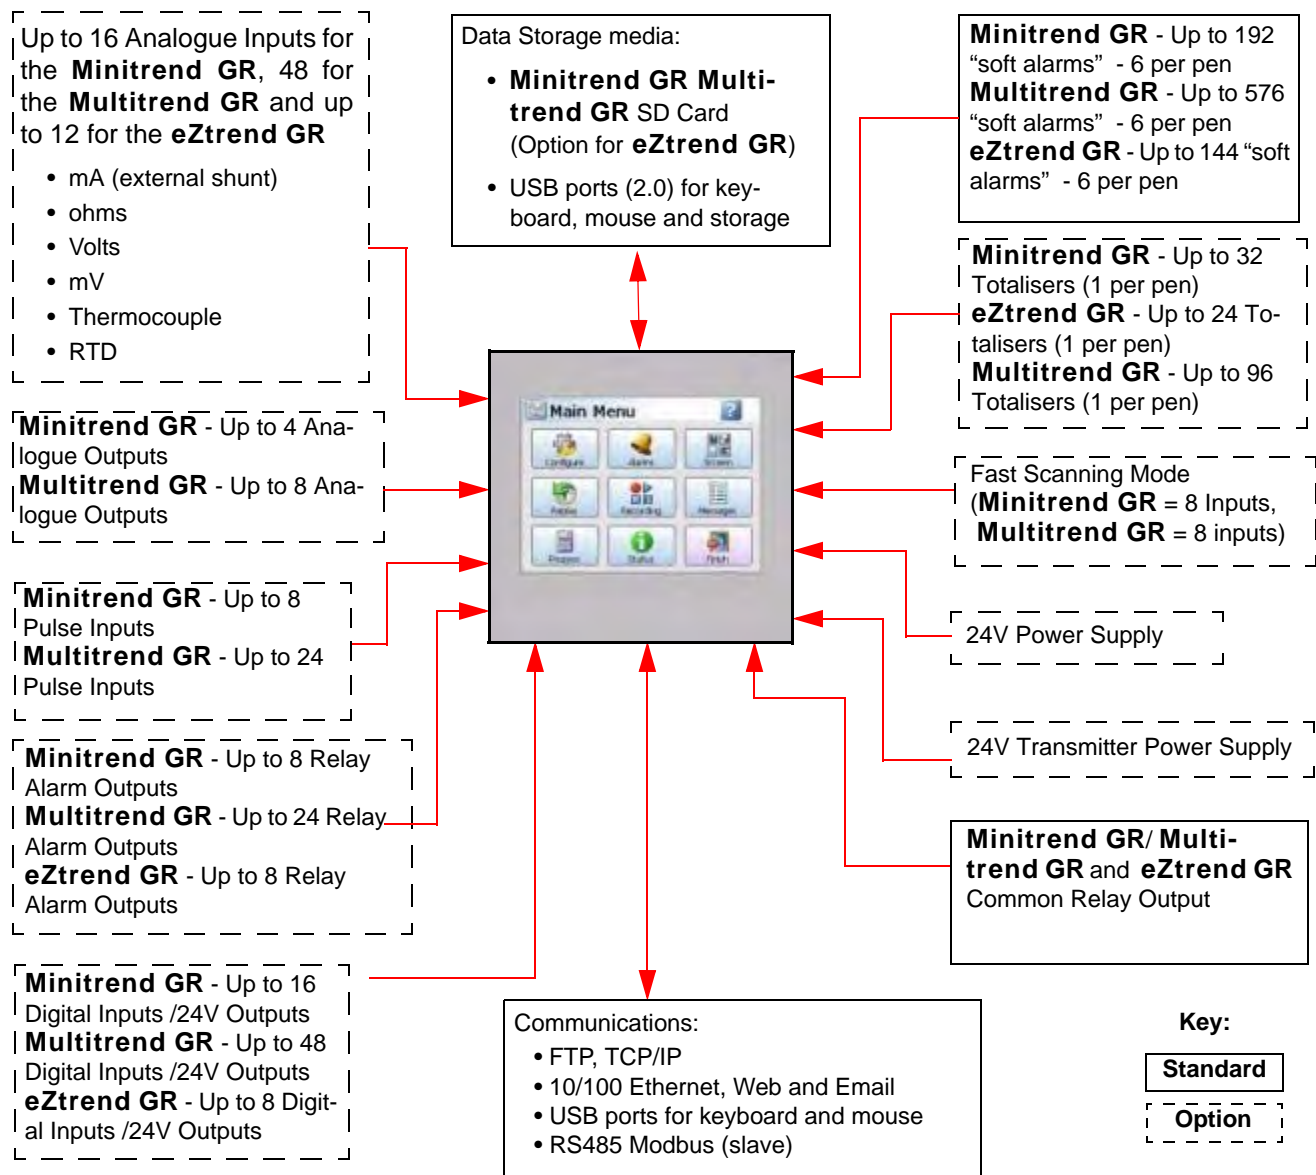 Up to 16 Analogue Inputs for
the Minitrend GR, 48 for
the Multitrend GR and up
to 12 for the eZtrend GR
• mA (external shunt)
• ohms
• Volts
• mV
• Thermocouple
• RTD
Data Storage media:
• Minitrend GR Multi-
trend GR SD Card
(Option for eZtrend GR)
• USB ports (2.0) for key-
board, mouse and storage
Minitrend GR - Up to 192
“soft alarms” - 6 per pen
Multitrend GR - Up to 576
“soft alarms” - 6 per pen
eZtrend GR - Up to 144 “soft
alarms” - 6 per pen
Minitrend GR - Up to 32
Totalisers (1 per pen)
eZtrend GR - Up to 24 To-
talisers (1 per pen)
Multitrend GR - Up to 96
Totalisers (1 per pen)
Main Menu
?
Configure
Alarms
Screen
Replay
Recording
Messages
Process
Status
Finish
Minitrend GR - Up to 4 Ana-
logue Outputs
Multitrend GR - Up to 8 Ana-
logue Outputs
Fast Scanning Mode
(Minitrend GR = 8 Inputs,
Multitrend GR = 8 inputs)
Minitrend GR - Up to 8
Pulse Inputs
Multitrend GR - Up to 24
Pulse Inputs
24V Power Supply
24V Transmitter Power Supply
Minitrend GR - Up to 8 Relay
Alarm Outputs
Multitrend GR - Up to 24 Relay
Alarm Outputs
eZtrend GR - Up to 8 Relay
Alarm Outputs
Minitrend GR/ Multi-
trend GR and eZtrend GR
Common Relay Output
Minitrend GR - Up to 16
Digital Inputs /24V Outputs
Multitrend GR - Up to 48
Digital Inputs /24V Outputs
eZtrend GR - Up to 8 Digit-
al Inputs /24V Outputs
Communications:
• FTP, TCP/IP
• 10/100 Ethernet, Web and Email
• USB ports for keyboard and mouse
• RS485 Modbus (slave)
Key:
Standard
Option